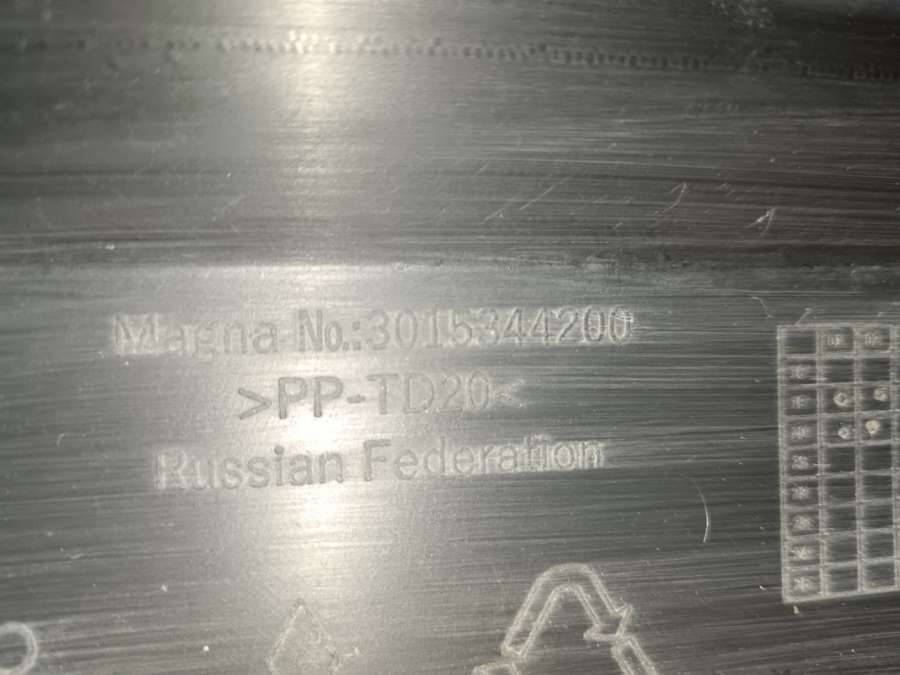 Magna No.:3015344200
>PP-TD20<
Russian Federation